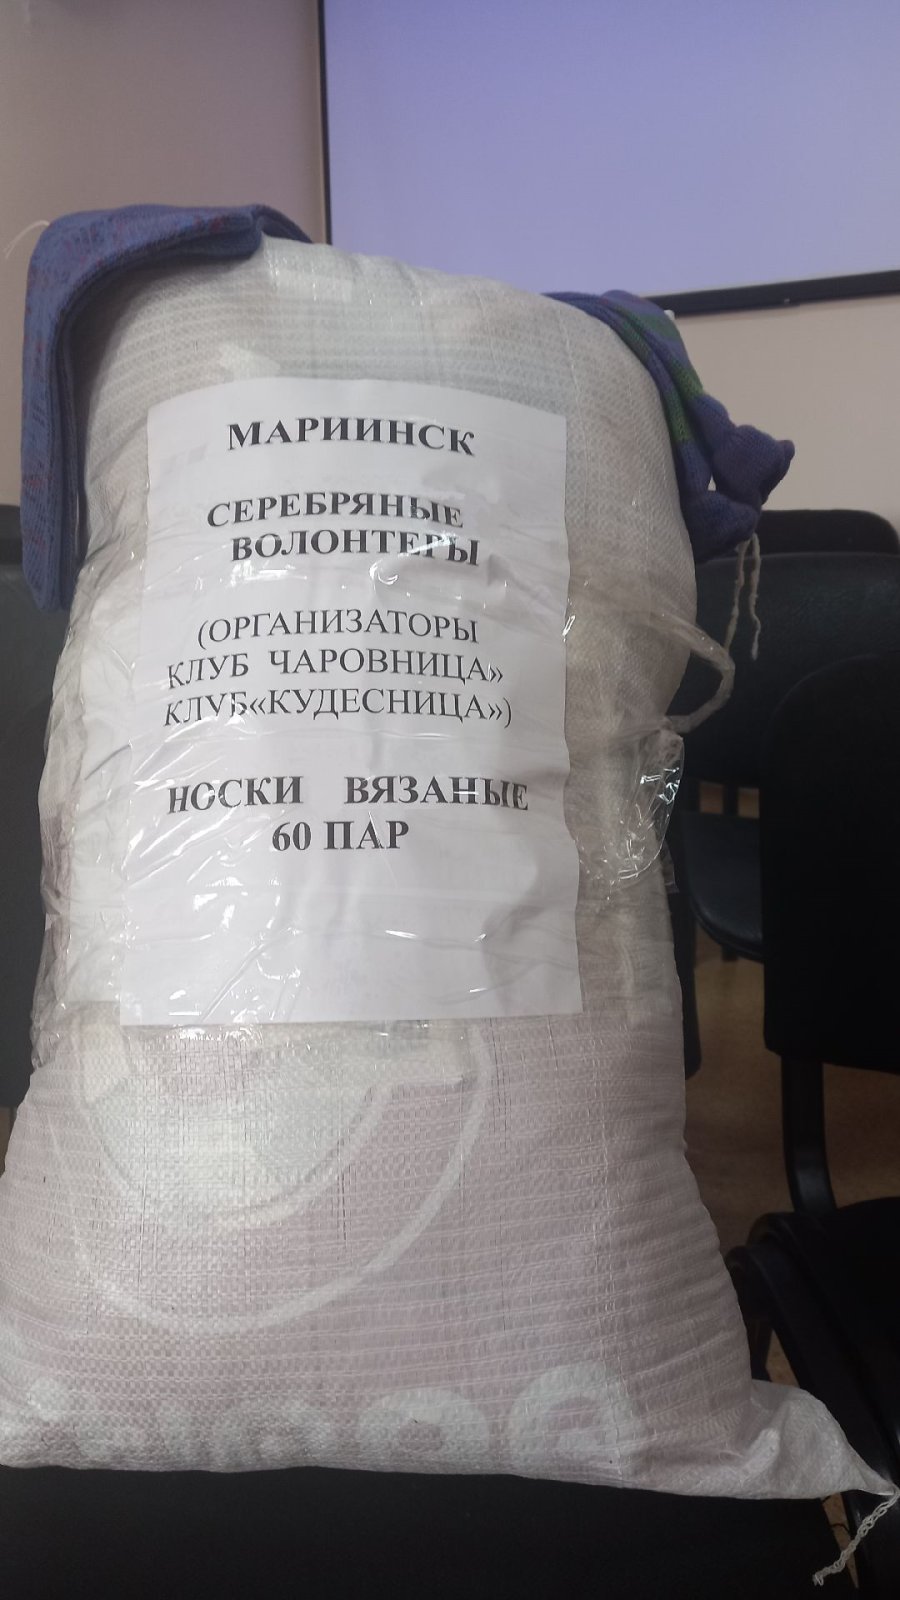 МАРИИНСК
СЕРЕБРЯНЫЕ
ВОЛОНТЕРЫ
(ОРГАНИЗАТОРЫ
КЛУБ ЧАРОВНИЦА»
КЛУБ«КУДЕСНИЦА»)
НОСКИ ВЯЗАНЫЕ
60 ПАР